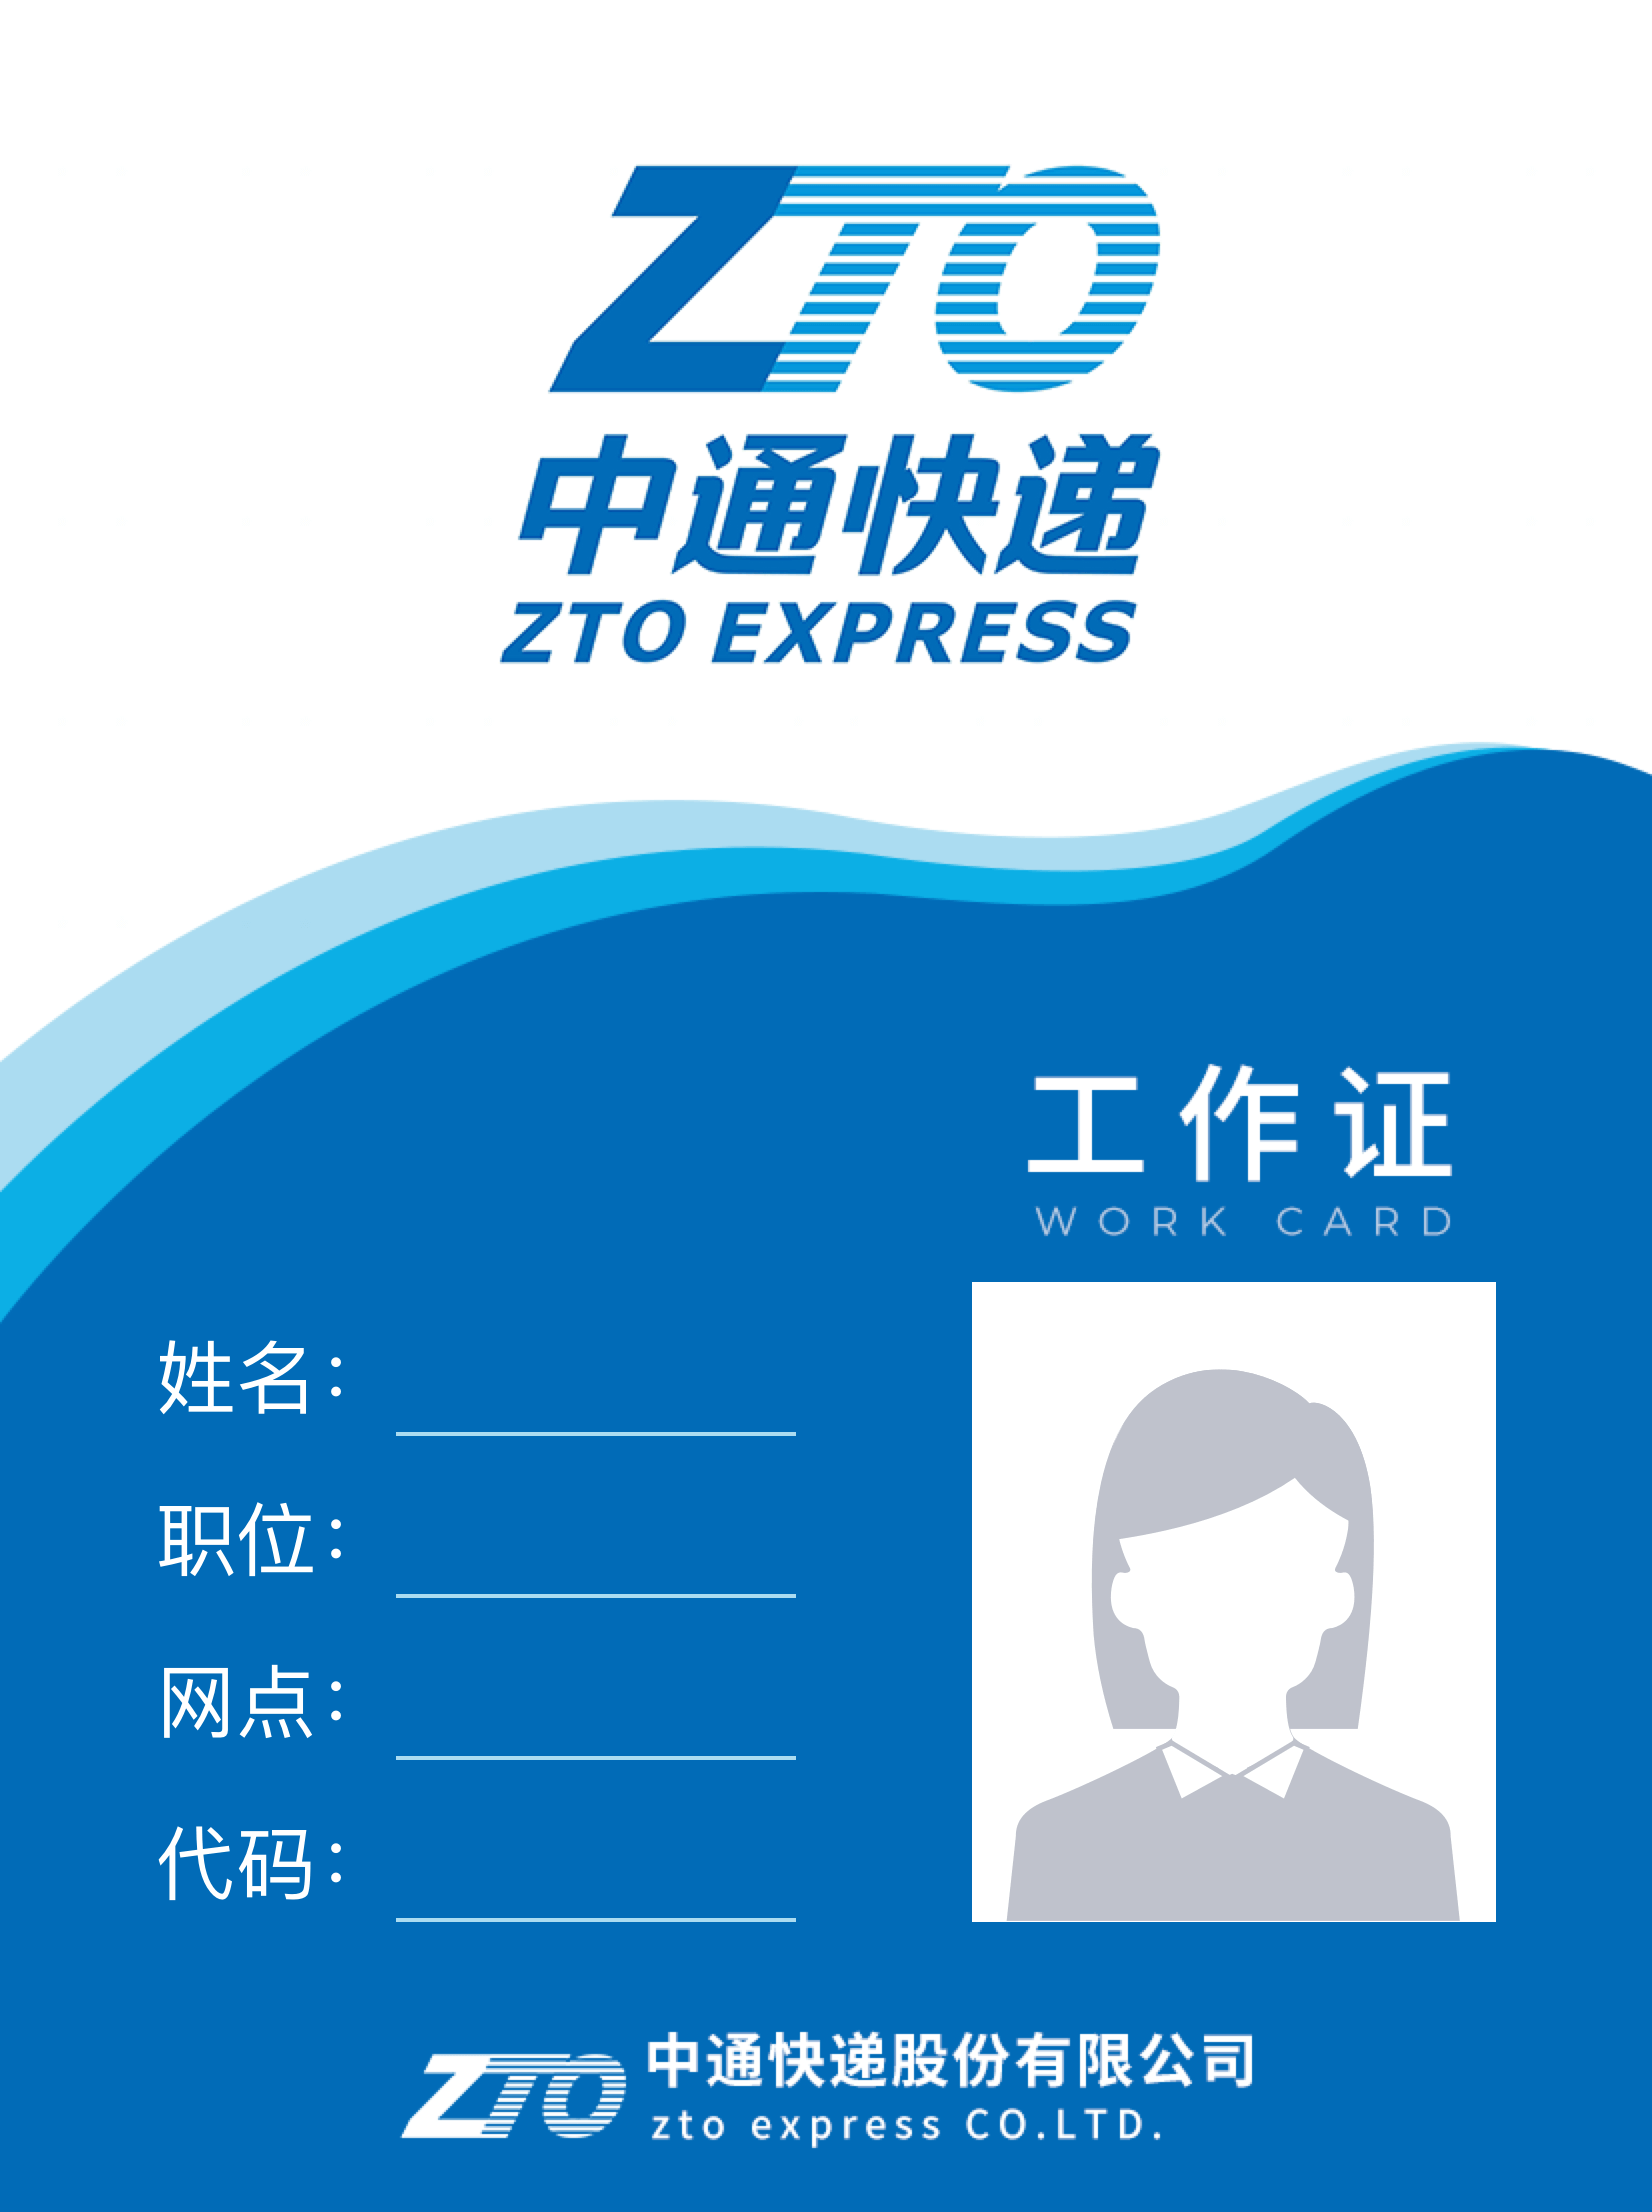 ZTO
中通快递
ZTO EXPRESS
工作证
WORK CARD
姓名：
职位：
网点：
代码：
ZTO
中通快递股份有限公司
zto express CO.LTD.